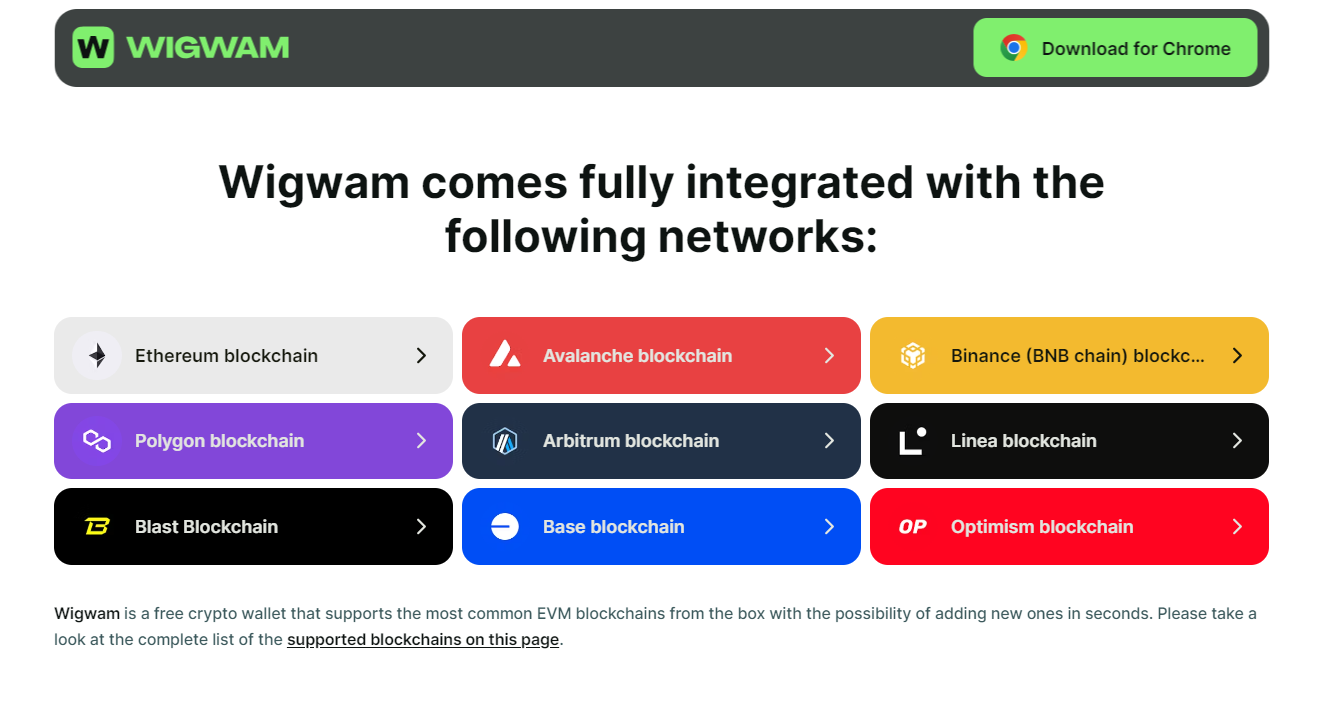 W WIGWAM
Download for Chrome
Wigwam comes fully integrated with the
following networks:
Ethereum blockchain
Avalanche blockchain
Binance (BNB chain) blockc...
Polygon blockchain
Arbitrum blockchain
Linea blockchain
Blast Blockchain
Base blockchain
OP Optimism blockchain
Wigwam is a free crypto wallet that supports the most common EVM blockchains from the box with the possibility of adding new ones in seconds. Please take a
look at the complete list of the supported blockchains on this page.